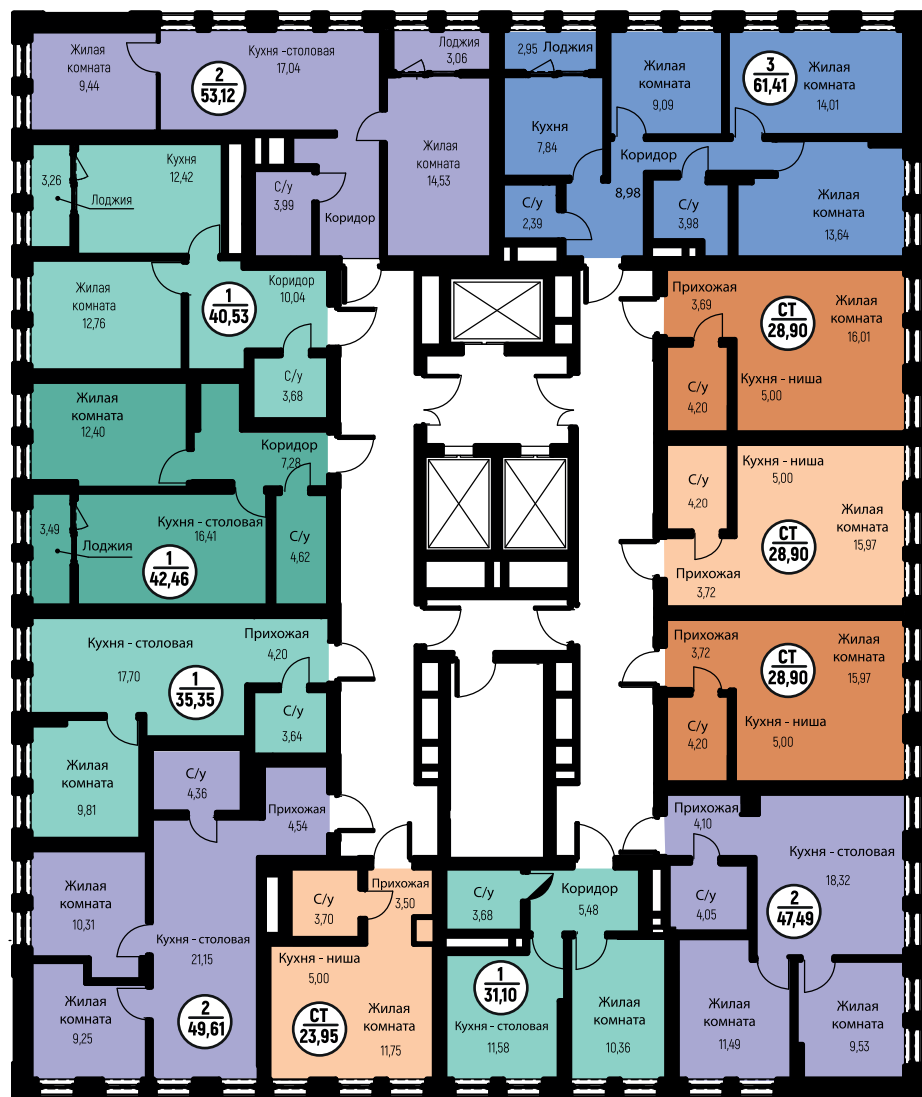 Жилая
комната
9,44
2
53,12
Кухня -столовая
17,04
Лоджия
3,06
Жилая
комната
14,53
С/у
3,99
Коридор
2,95 Лоджия
Кухня
7,84
С/у
2,39
Жилая
комната
9,09
3
61,41
Жилая
комната
14,01
Коридор
8,98
С/у
3,98
Жилая
комната
13,64
3,26
Лоджия
Кухня
12,42
Жилая
комната
12,76
1
40,53
Коридор
10,04
С/у
3,68
Прихожая
3,69
СТ
28,90
Жилая
комната
16,01
С/у
4,20
Кухня - ниша
5,00
Жилая
комната
12,40
Коридор
7,28
3,49
Лоджия
Кухня - столовая
16,41
1
42,46
С/у
4,62
С/у
4,20
Кухня - ниша
5,00
Жилая
комната
15,97
СТ
28,90
Прихожая
3,72
Кухня - столовая
17,70
Прихожая
4,20
1
35,35
С/у
3,64
Жилая
комната
9,81
Прихожая
3,72
СТ
28,90
Жилая
комната
15,97
С/у
4,20
Кухня - ниша
5,00
С/у
4,36
Прихожая
4,54
Жилая
комната
10,31
Кухня - столовая
21,15
Жилая
комната
9,25
2
49,61
С/у
3,70
Прихожая
3,50
Кухня - ниша
5,00
СТ
23,95
Жилая
комната
11,75
С/у
3,68
Коридор
5,48
1
31,10
Кухня - столовая
11,58
Жилая
комната
10,36
Прихожая
4,10
С/у
4,05
Кухня - столовая
18,32
2
47,49
Жилая
комната
11,49
Жилая
комната
9,53